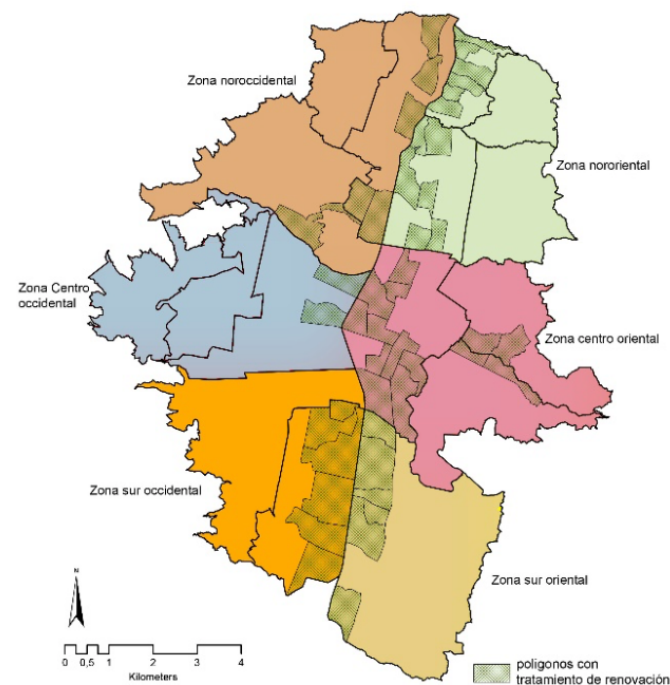 Zona noroccidental
Zona nororiental
Zona Centro
occidental
Zona centro oriental
Zona sur occidental
Zona sur oriental
N
0 0,5 1 2 3 4
Kilometers
poligonos con
tratamiento de renovación